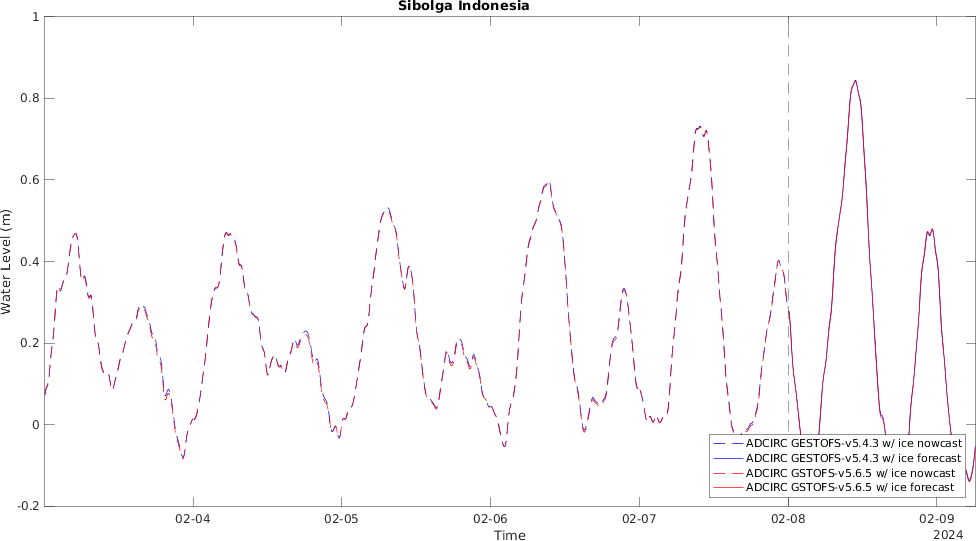 Sibolga Indonesia
1
0.8
0.6
0.4
0.2
0
-0.2
Water Level (m)
ADCIRC GESTOFS-v5.4.3 w/ ice nowcast
ADCIRC GESTOFS-v5.4.3 w/ ice forecast
ADCIRC GSTOFS-v5.6.5 w/ ice nowcast
ADCIRC GSTOFS-v5.6.5 w/ ice forecast
02-04 02-05 02-06 02-07 02-08 02-09
2024
Time